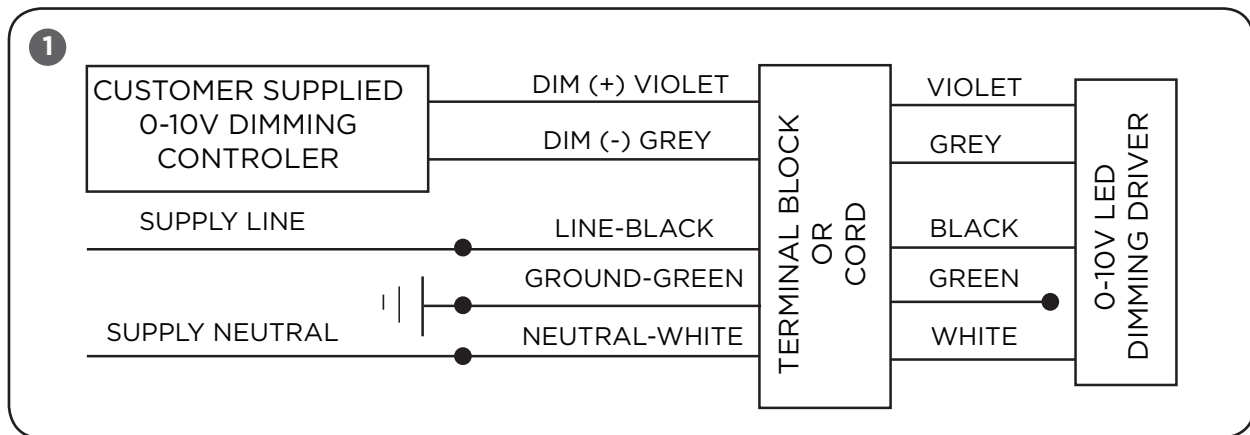 1
CUSTOMER SUPPLIED
0-10V DIMMING
CONTROLER
DIM (+) VIOLET
DIM (-) GREY
SUPPLY LINE
LINE-BLACK
GROUND-GREEN
SUPPLY NEUTRAL
NEUTRAL-WHITE
TERMINAL BLOCK
OR
CORD
VIOLET
GREY
BLACK
GREEN
WHITE
0-10V LED
DIMMING DRIVER